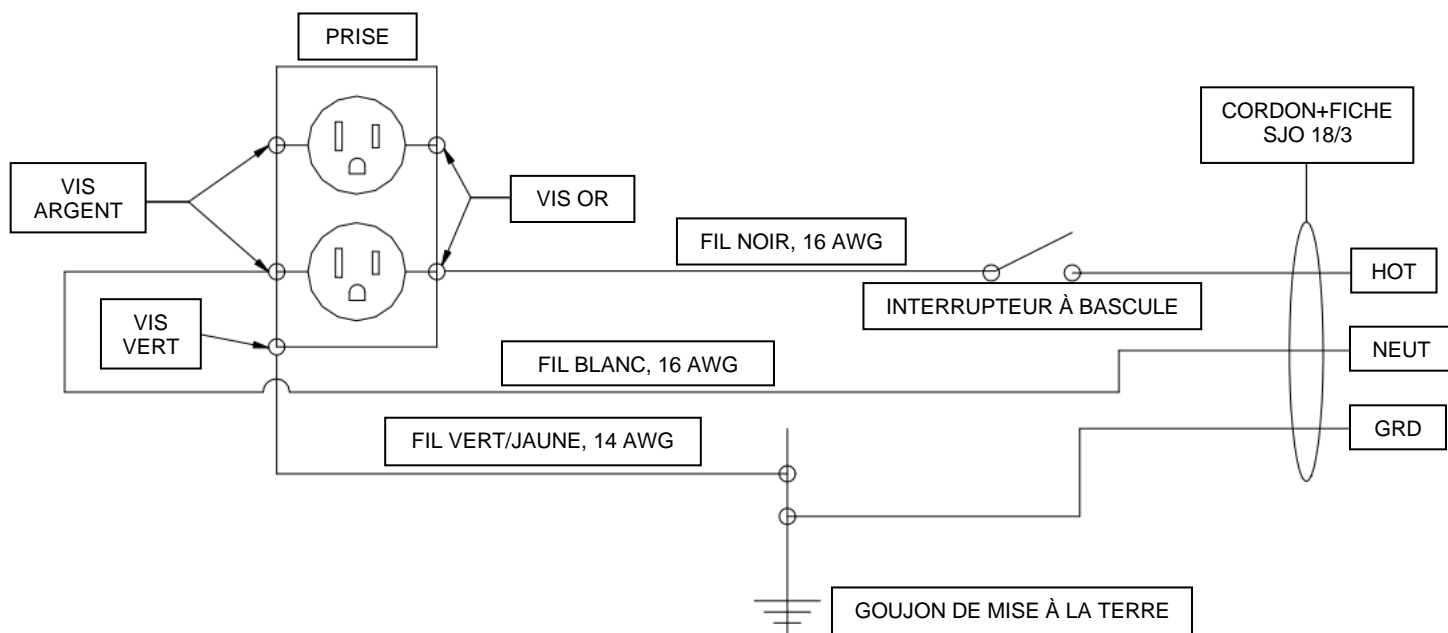 PRISE
CORDON+FICHE
SJO 18/3
VIS
ARGENT
VIS OR
FIL NOIR, 16 AWG
HOT
INTERRUPTEUR À BASCULE
VIS
VERT
NEUT
FIL BLANC, 16 AWG
GRD
FIL VERT/JAUNE, 14 AWG
GOUJON DE MISE À LA TERRE